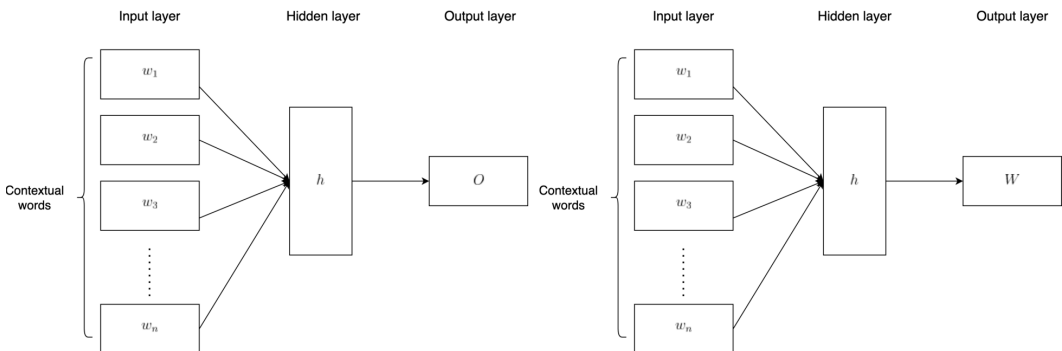 Input layer Hidden layer Output layer
w₁
w₂
Contextual
words
w₃
h
O
wₙ
Input layer Hidden layer Output layer
w₁
w₂
Contextual
words
w₃
h
W
wₙ